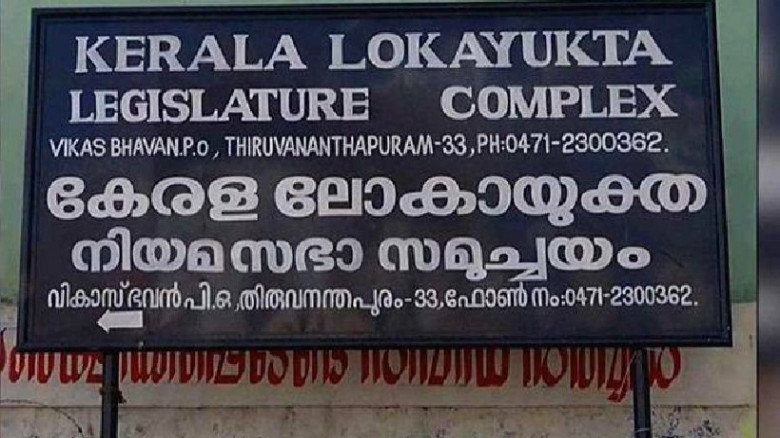 KERALA LOKAYUKTA
LEGISLATURE COMPLEX
VIKAS BHAVAN.P.O, THIRUVANANTHAPURAM-33,PH:0471-2300362.
കേരള ലോകായുക്ത
നിയമസഭാ സമുച്ചയം
വികാസ്ഭവൻ പി.ഒ,തിരുവനന്തപുരം-33,ഫോൺ നം:0471-2300362.